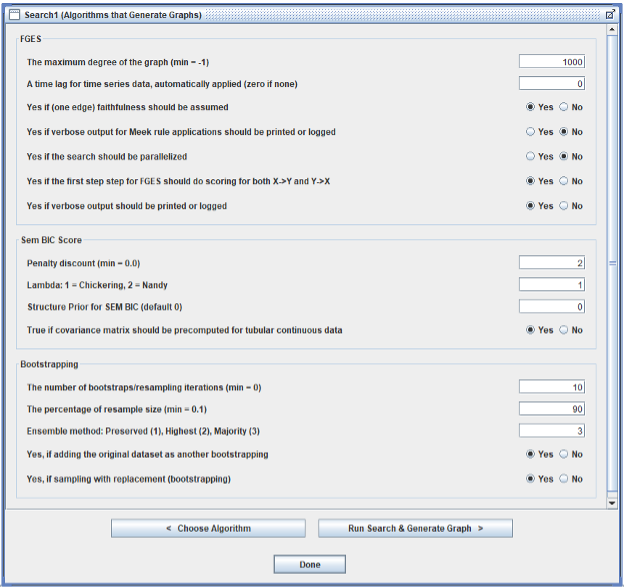 Search1 (Algorithms that Generate Graphs)
FGES
The maximum degree of the graph (min = -1) 1000
A time lag for time series data, automatically applied (zero if none) 0
Yes if (one edge) faithfulness should be assumed Yes No
Yes if verbose output for Meek rule applications should be printed or logged Yes No
Yes if the search should be parallelized Yes No
Yes if the first step step for FGES should do scoring for both X->Y and Y->X Yes No
Yes if verbose output should be printed or logged Yes No
Sem BIC Score
Penalty discount (min = 0.0) 2
Lambda: 1 = Chickering, 2 = Nandy 1
Structure Prior for SEM BIC (default 0) 0
True if covariance matrix should be precomputed for tubular continuous data Yes No
Bootstrapping
The number of bootstraps/resampling iterations (min = 0) 10
The percentage of resample size (min = 0.1) 90
Ensemble method: Preserved (1), Highest (2), Majority (3) 3
Yes, if adding the original dataset as another bootstrapping Yes No
Yes, if sampling with replacement (bootstrapping) Yes No
< Choose Algorithm Run Search & Generate Graph >
Done